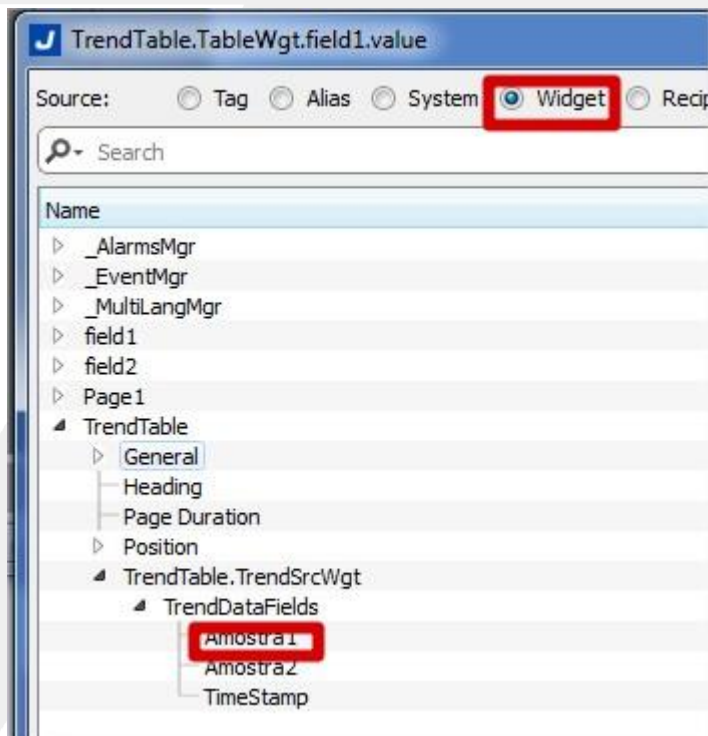 TrendTable.TableWgt.field1.value
Source: Tag Alias System Widget Recip
Search
Name
_AlarmsMgr
_EventMgr
_MultiLangMgr
field1
field2
Page1
TrendTable
General
Heading
Page Duration
Position
TrendTable.TrendSrcWgt
TrendDataFields
Amostra1
Amostra2
TimeStamp